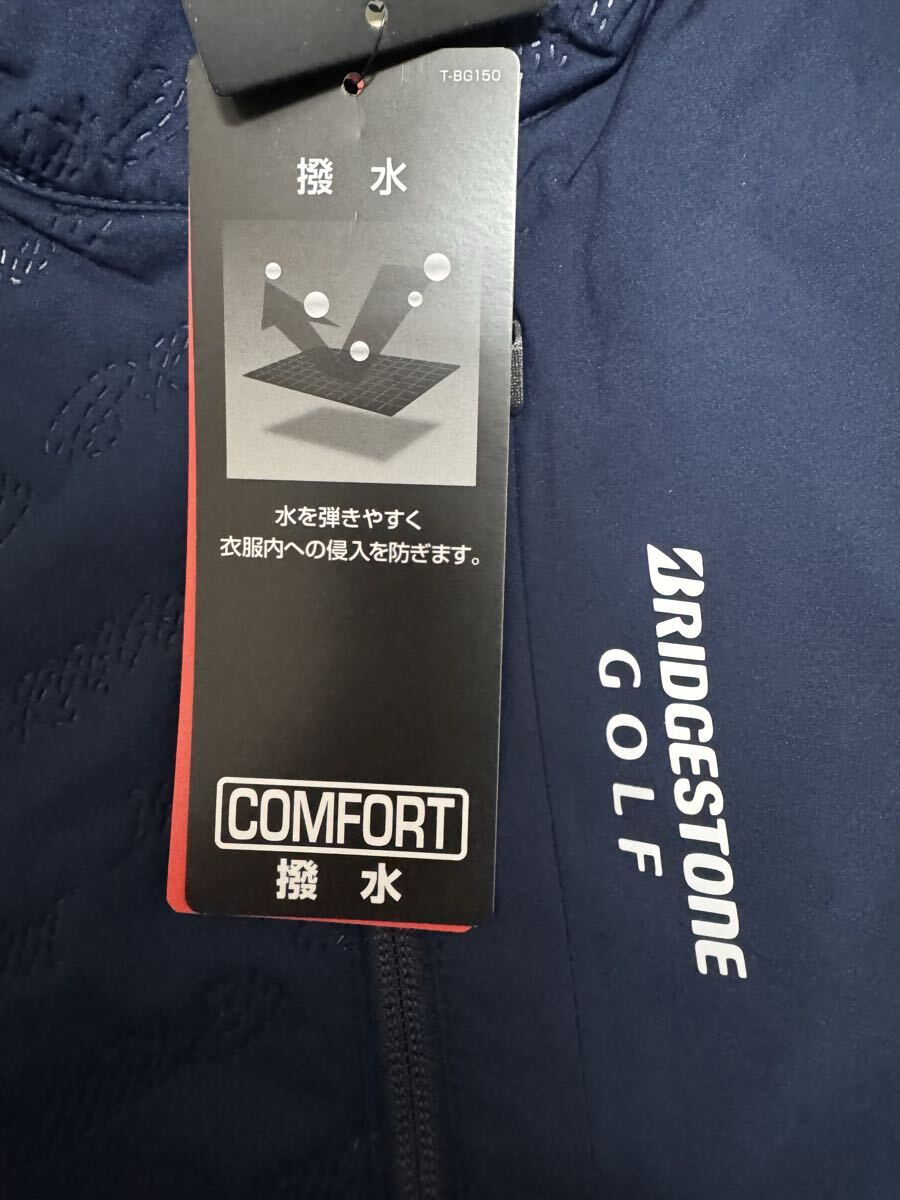 T-BG150
撥 水
水を弾きやすく
衣服内への侵入を防ぎます。
COMFORT
撥 水
BRIDGESTONE
GOLF